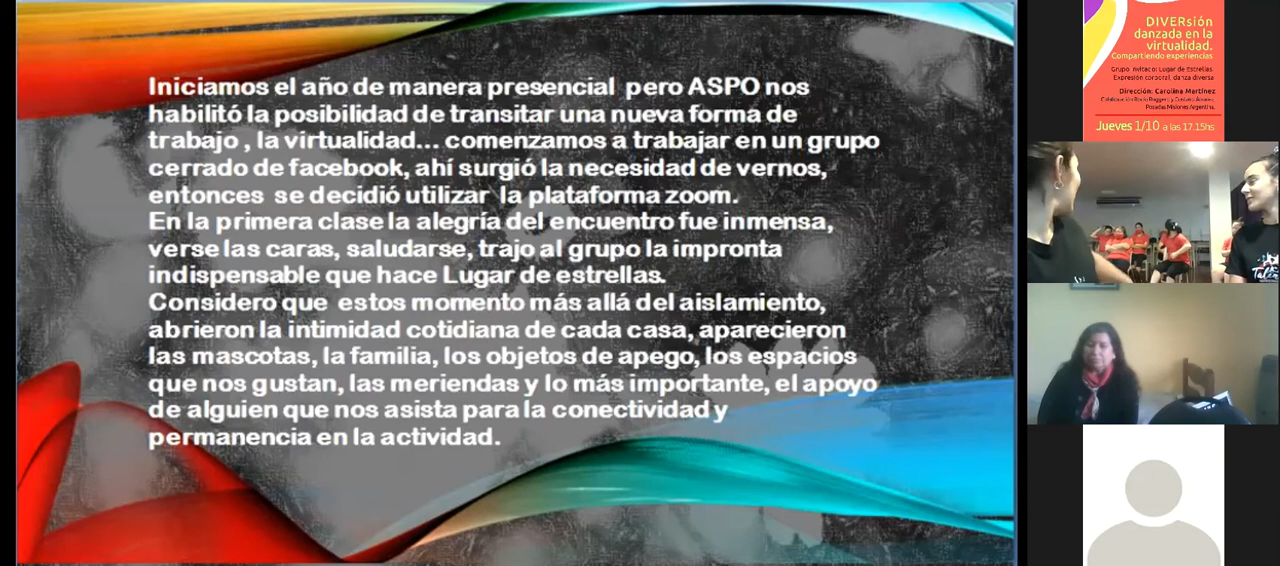 Iniciamos el año de manera presencial pero ASPO nos
habilitó la posibilidad de transitar una nueva forma de
trabajo , la virtualidad... comenzamos a trabajar en un grupo
cerrado de facebook, ahí surgió la necesidad de vernos,
entonces se decidió utilizar la plataforma zoom.
En la primera clase la alegría del encuentro fue inmensa,
verse las caras, saludarse, trajo al grupo la impronta
indispensable que hace Lugar de estrellas.
Considero que estos momento más allá del aislamiento,
abrieron la intimidad cotidiana de cada casa, aparecieron
las mascotas, la familia, los objetos de apego, los espacios
que nos gustan, las meriendas y lo más importante, el apoyo
de alguien que nos asista para la conectividad y
permanencia en la actividad.
DIVERsión
danzada en la
virtualidad.
Compartiendo experiencias
Grupo invitado: Lugar de Estrellas.
Expresión corporal, danza diversa
Dirección: Carolina Martínez
Posadas Misiones Argentina.
Jueves 1/10 a las 17.15hs